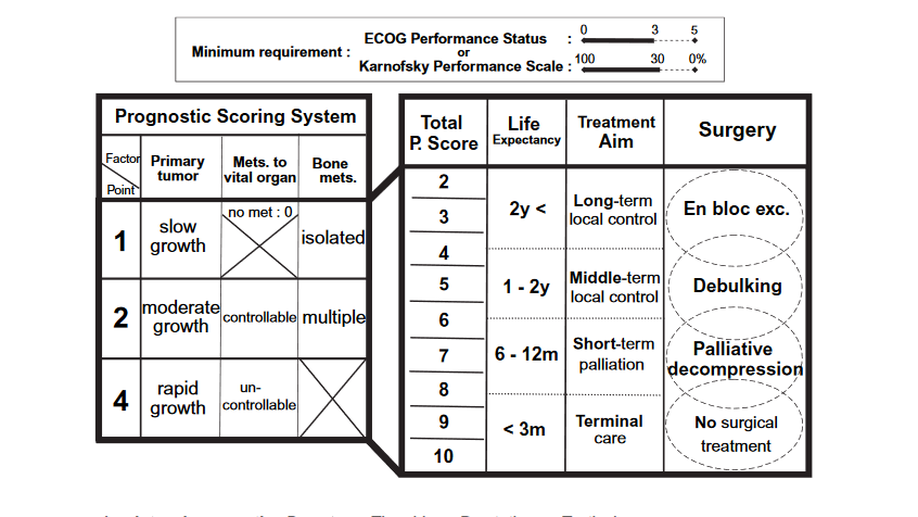 Minimum requirement :
ECOG Performance Status :
or
Karnofsky Performance Scale :
0 3 5
100 30 0%
Prognostic Scoring System
Factor
Point
Primary tumor
Mets. to vital organ
Bone mets.
1
slow growth
no met : 0
isolated
2
moderate growth
controllable
multiple
4
rapid growth
un-controllable
Total P. Score
Life Expectancy
Treatment Aim
Surgery
2
3
4
5
6
7
8
9
10
2y <
Long-term local control
En bloc exc.
1 - 2y
Middle-term local control
Debulking
6 - 12m
Short-term palliation
Palliative decompression
< 3m
Terminal care
No surgical treatment